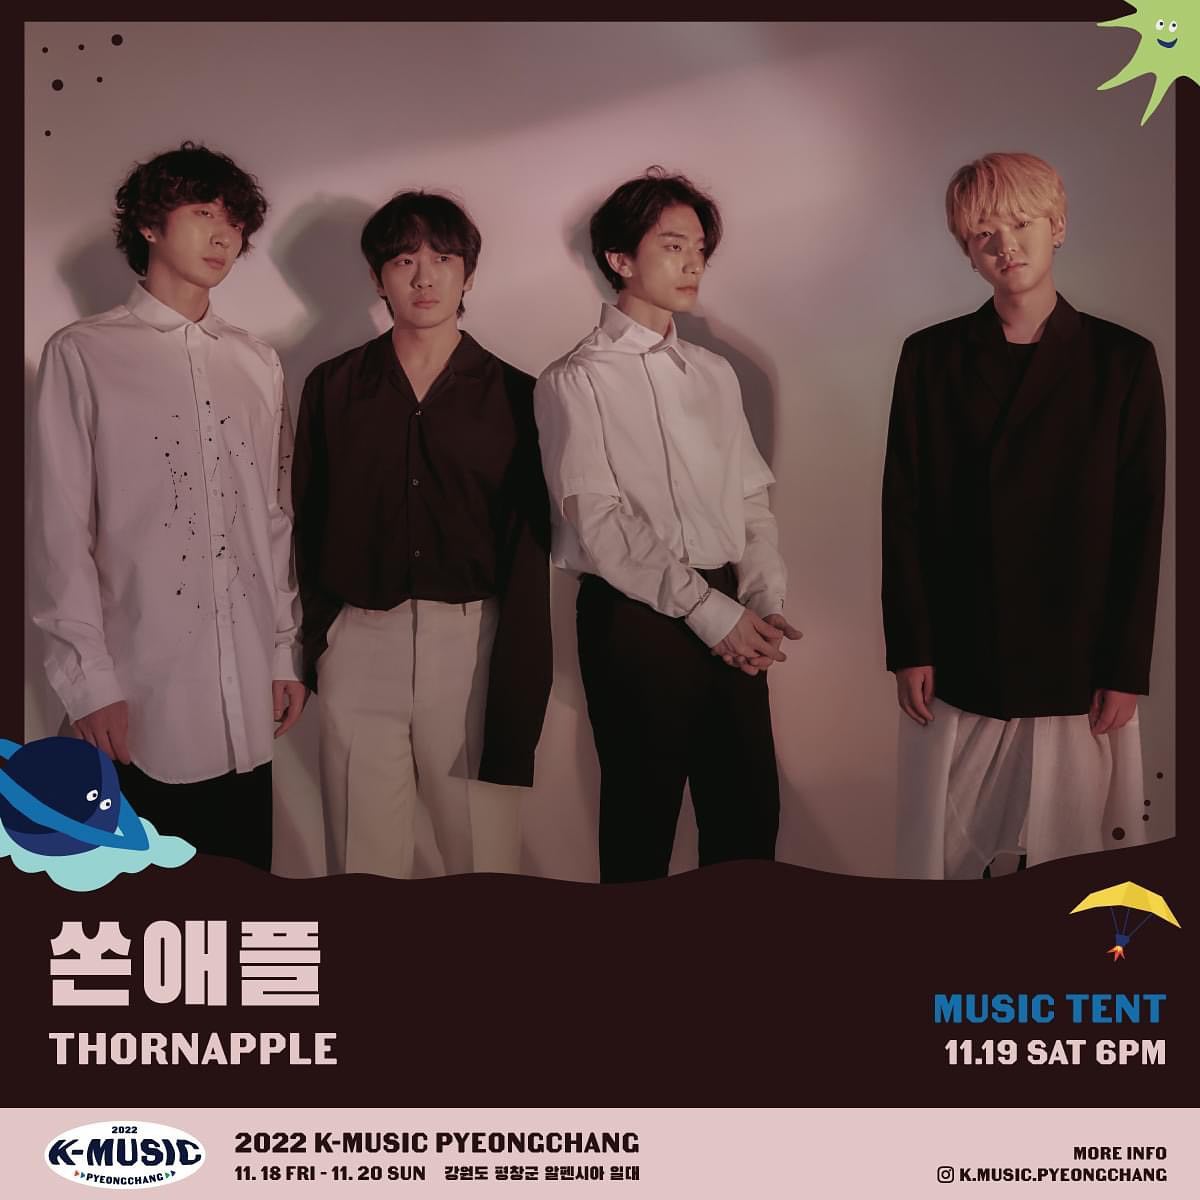 쏜애플
THORNAPPLE
MUSIC TENT
11.19 SAT 6PM
2022
K-MUSIC
PYEONGCHANG
2022 K-MUSIC PYEONGCHANG
11. 18 FRI - 11. 20 SUN 강원도 평창군 알펜시아 일대
MORE INFO
K.MUSIC.PYEONGCHANG